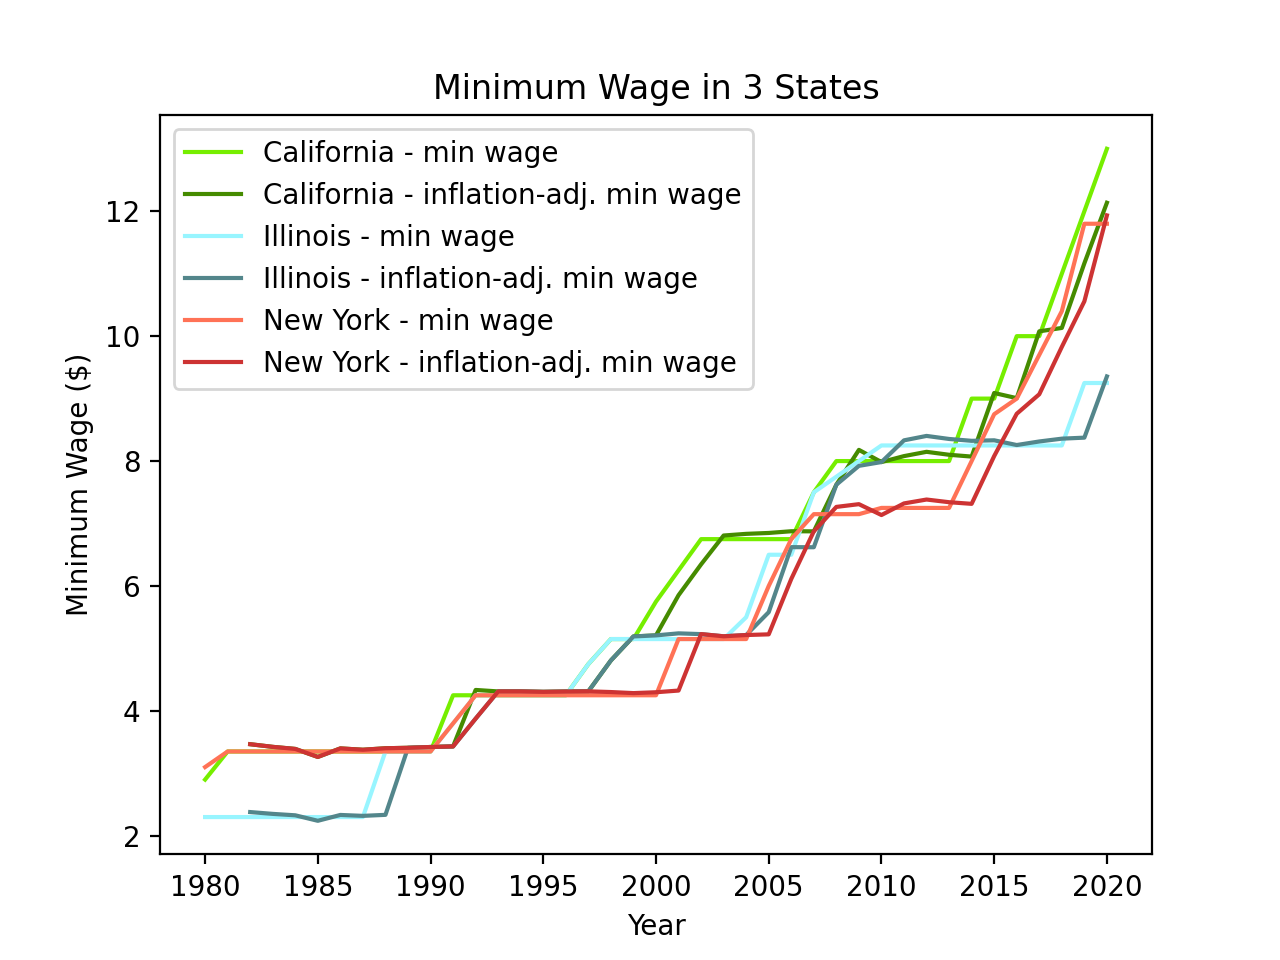 Minimum Wage in 3 States
California - min wage
California - inflation-adj. min wage
Illinois - min wage
Illinois - inflation-adj. min wage
New York - min wage
New York - inflation-adj. min wage
Minimum Wage ($)
12
10
8
6
4
2
1980 1985 1990 1995 2000 2005 2010 2015 2020
Year